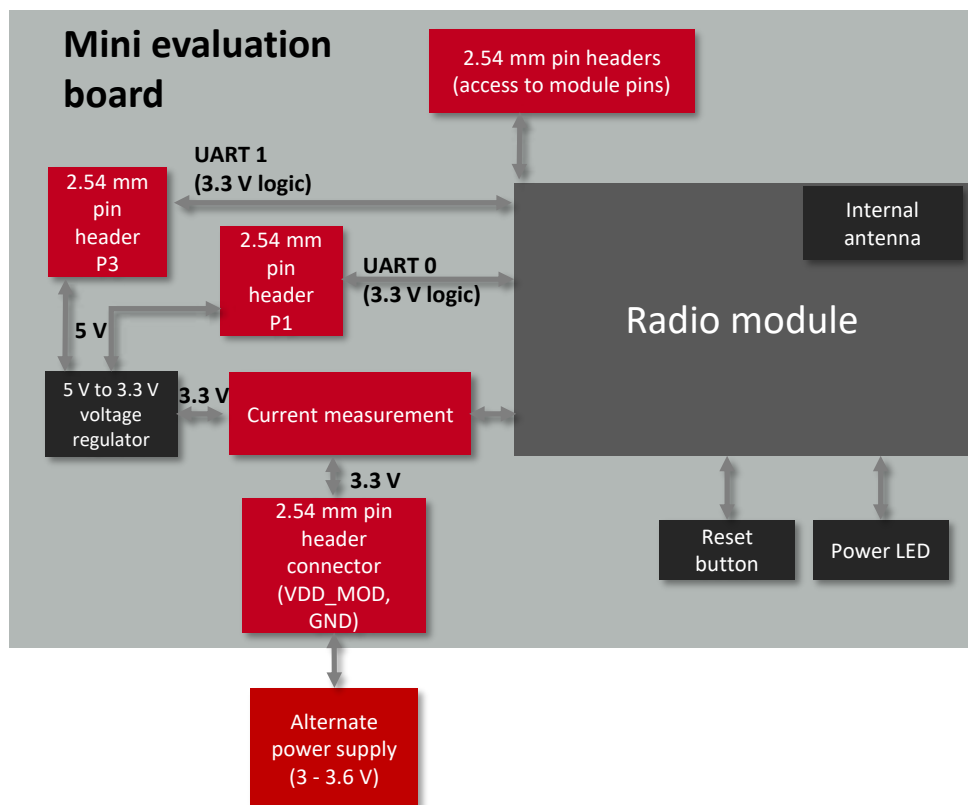 Mini evaluation
board
2.54 mm pin headers
(access to module pins)
UART 1
(3.3 V logic)
2.54 mm
pin
header
P3
2.54 mm
pin
header
P1
UART 0
(3.3 V logic)
Internal
antenna
Radio module
5 V
5 V to 3.3 V
voltage
regulator
3.3 V
Current measurement
3.3 V
2.54 mm pin
header
connector
(VDD_MOD,
GND)
Reset
button
Power LED
Alternate
power supply
(3 - 3.6 V)